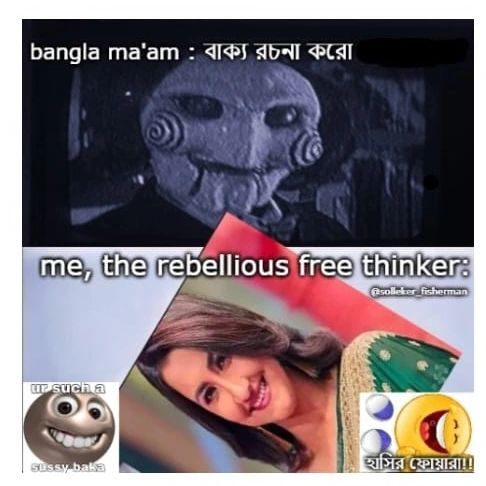 bangla ma'am : বাক্য রচনা করো
me, the rebellious free thinker:
@solleker_fisherman
ur such a
sussy baka
হাসির ফোয়ারা!!